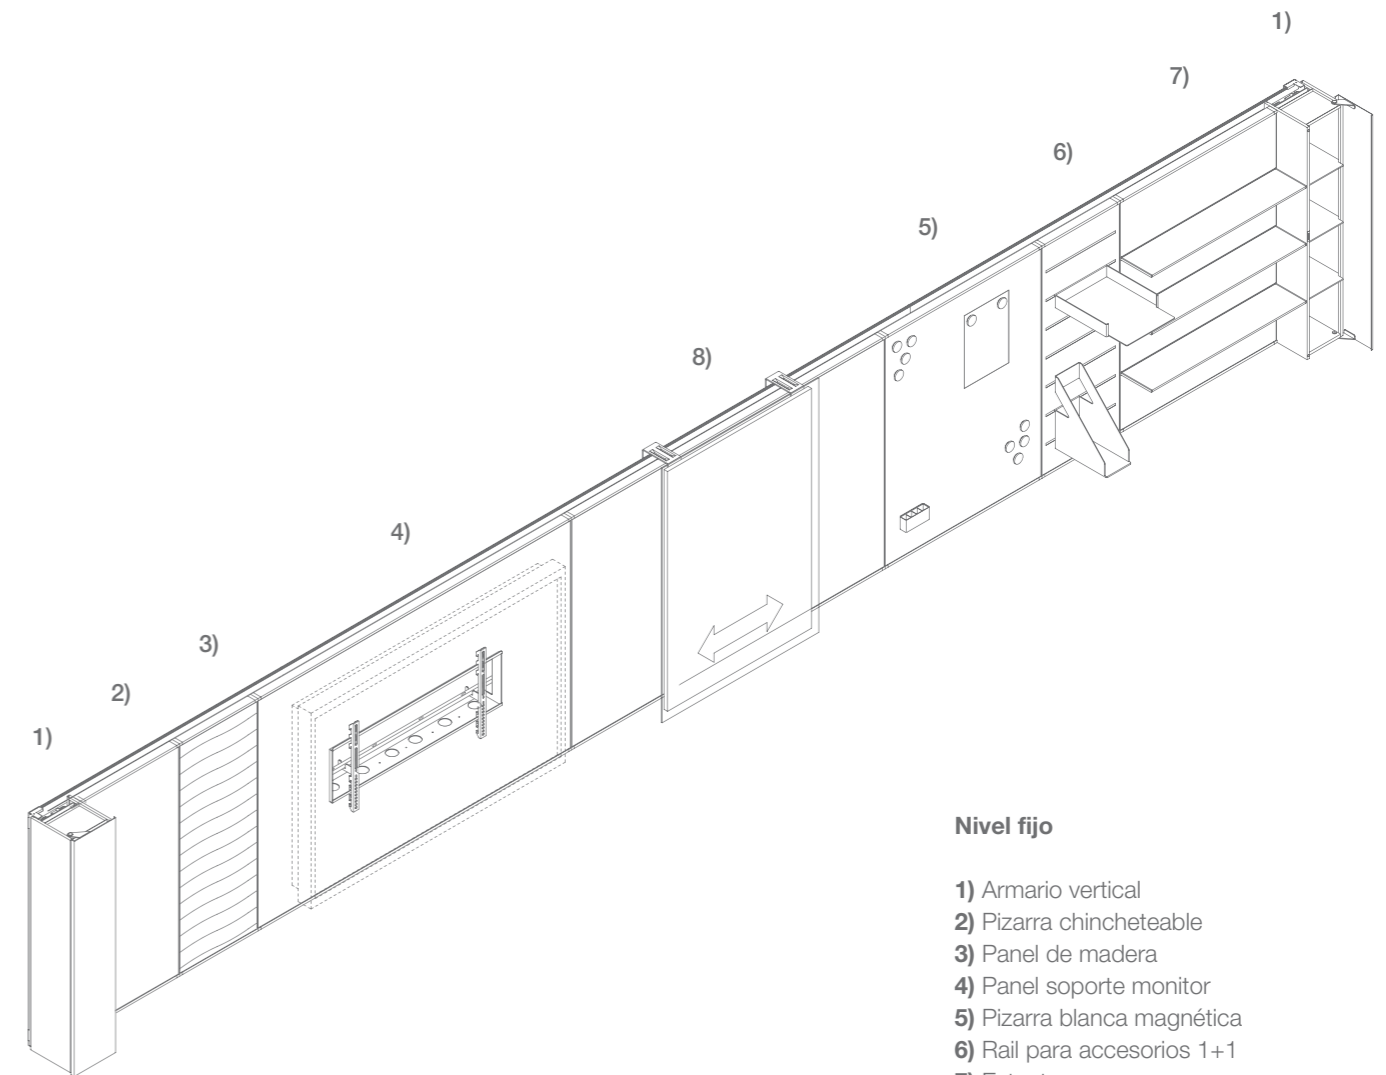 1)
7)
6)
5)
8)
4)
3)
2)
1)
Nivel fijo
1) Armario vertical
2) Pizarra chincheteable
3) Panel de madera
4) Panel soporte monitor
5) Pizarra blanca magnética
6) Rail para accesorios 1+1
7)